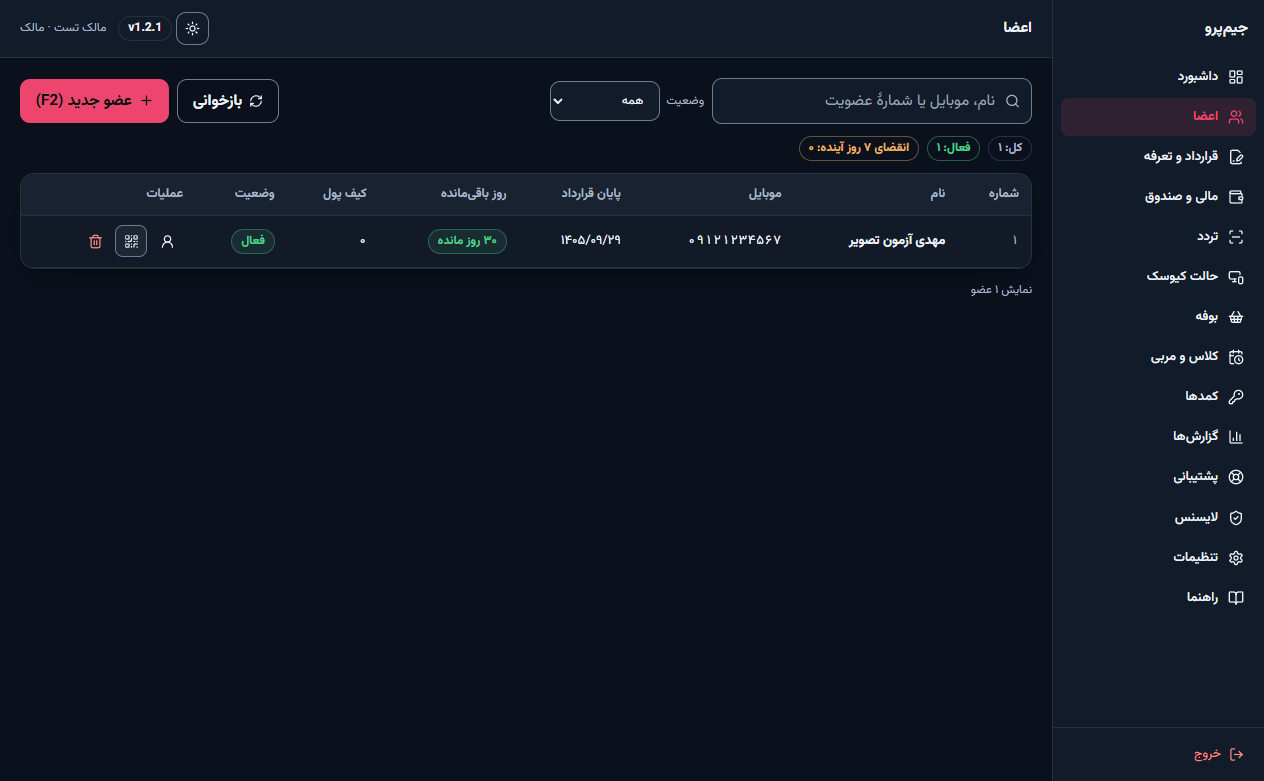 جیم‌پرو
داشبورد
اعضا
قرارداد و تعرفه
مالی و صندوق
تردد
حالت کیوسک
بوفه
کلاس و مربی
کمدها
گزارش‌ها
پشتیبانی
لایسنس
تنظیمات
راهنما
خروج
اعضا
v1.2.1 مالک تست · مالک
نام، موبایل یا شمارهٔ عضویت وضعیت همه بازخوانی + عضو جدید (F2)
کل: ۱ فعال: ۱ انقضای ۷ روز آینده: ۰
شماره نام موبایل پایان قرارداد روز باقی‌مانده کیف پول وضعیت عملیات
۱ مهدی آزمون تصویر ۰۹۱۲۱۲۳۴۵۶۷ ۱۴۰۵/۰۹/۲۹ ۳۰ روز مانده ۰ فعال
نمایش ۱ عضو